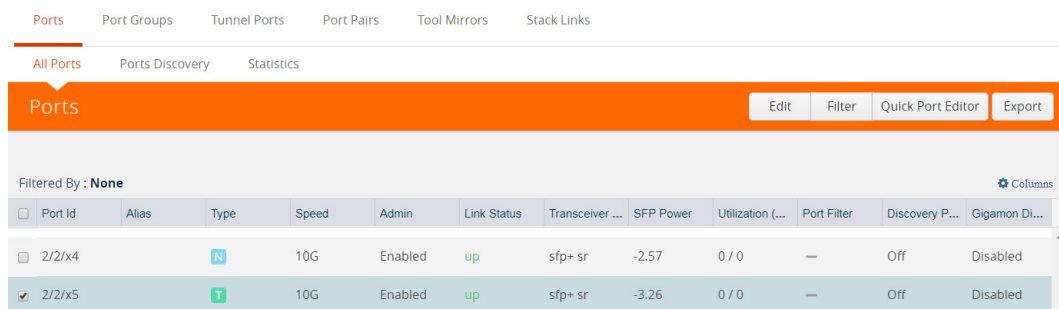 Ports Port Groups Tunnel Ports Port Pairs Tool Mirrors Stack Links
All Ports Ports Discovery Statistics
Ports Edit Filter Quick Port Editor Export
Filtered By : None Columns
Port Id Alias Type Speed Admin Link Status Transceiver ... SFP Power Utilization (... Port Filter Discovery P... Gigamon Di...
2/2/x4 N 10G Enabled up sfp+ sr -2.57 0 / 0 — Off Disabled
2/2/x5 T 10G Enabled up sfp+ sr -3.26 0 / 0 — Off Disabled